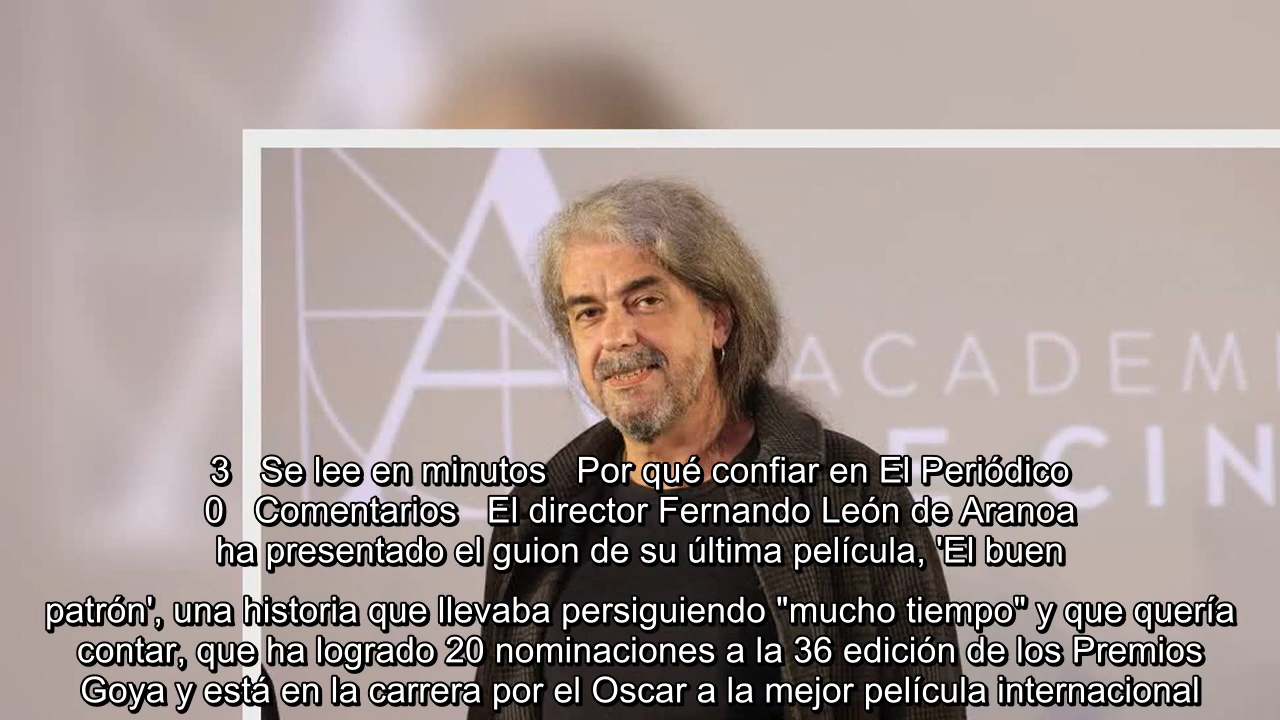 ACADEM
E CIN
3 Se lee en minutos Por qué confiar en El Periódico
0 Comentarios El director Fernando León de Aranoa
ha presentado el guion de su última película, 'El buen
patrón', una historia que llevaba persiguiendo "mucho tiempo" y que quería
contar, que ha logrado 20 nominaciones a la 36 edición de los Premios
Goya y está en la carrera por el Oscar a la mejor película internacional